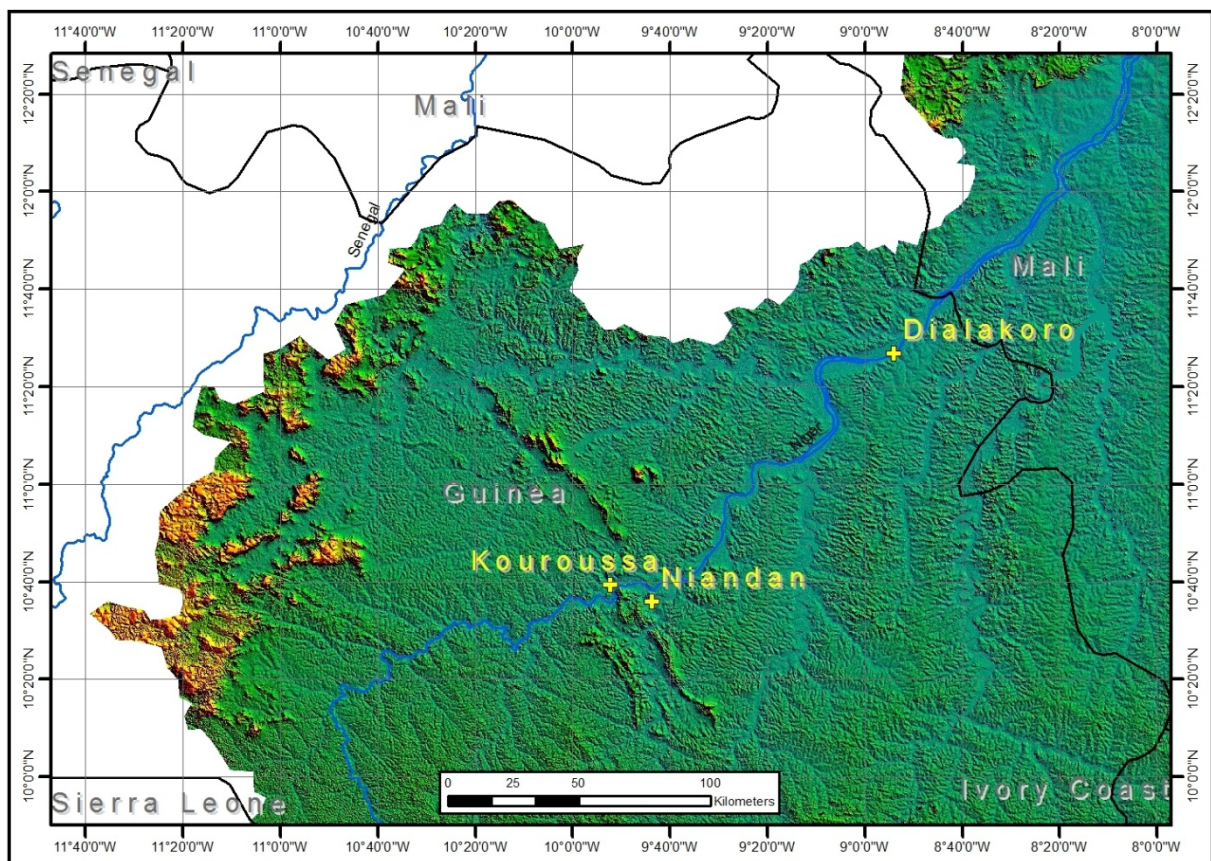 11°40'0"W 11°20'0"W 11°0'0"W 10°40'0"W 10°20'0"W 10°0'0"W 9°40'0"W 9°20'0"W 9°0'0"W 8°40'0"W 8°20'0"W 8°0'0"W
Senegal
Mali
12°20'0"N 12°20'0"N
12°0'0"N 12°0'0"N
Senegal
Mali
11°40'0"N 11°40'0"N
Dialakoro
11°20'0"N 11°20'0"N
Niger
11°0'0"N 11°0'0"N
Guinea
Kouroussa
Niandan
10°40'0"N 10°40'0"N
10°20'0"N 10°20'0"N
10°0'0"N 10°0'0"N
0 25 50 100
Kilometers
Sierra Leone
Ivory Coast
11°40'0"W 11°20'0"W 11°0'0"W 10°40'0"W 10°20'0"W 10°0'0"W 9°40'0"W 9°20'0"W 9°0'0"W 8°40'0"W 8°20'0"W 8°0'0"W